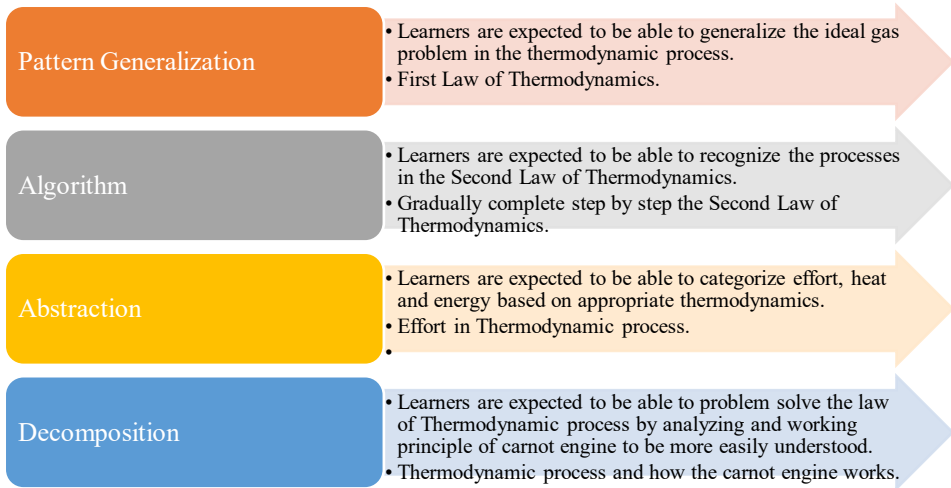 Pattern Generalization
• Learners are expected to be able to generalize the ideal gas
problem in the thermodynamic process.
• First Law of Thermodynamics.
Algorithm
• Learners are expected to be able to recognize the processes
in the Second Law of Thermodynamics.
• Gradually complete step by step the Second Law of
Thermodynamics.
Abstraction
• Learners are expected to be able to categorize effort, heat
and energy based on appropriate thermodynamics.
• Effort in Thermodynamic process.
•
Decomposition
• Learners are expected to be able to problem solve the law
of Thermodynamic process by analyzing and working
principle of carnot engine to be more easily understood.
• Thermodynamic process and how the carnot engine works.